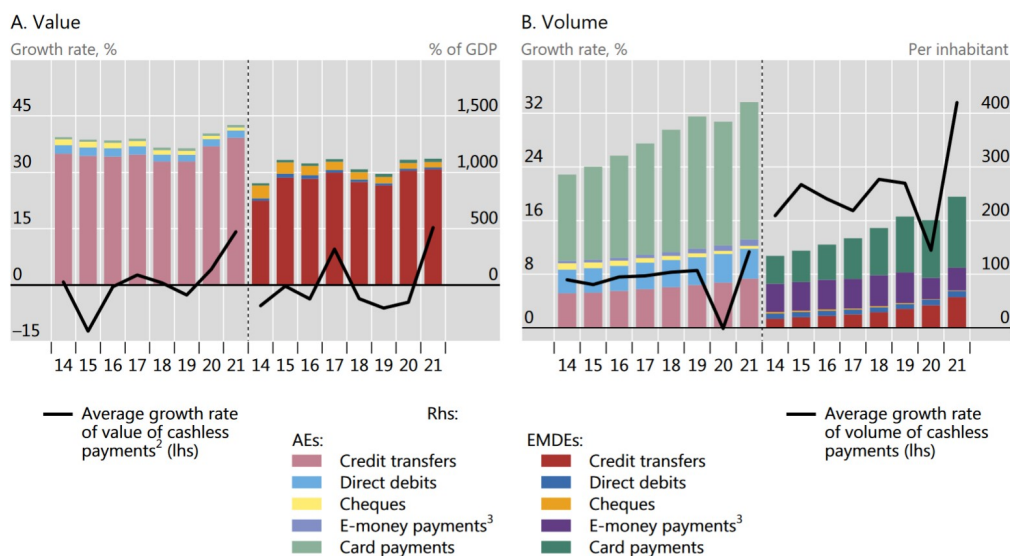 A. Value
Growth rate, %
% of GDP
45
30
15
0
–15
1,500
1,000
500
0
14 15 16 17 18 19 20 21 14 15 16 17 18 19 20 21
B. Volume
Growth rate, %
Per inhabitant
32
24
16
8
0
400
300
200
100
0
14 15 16 17 18 19 20 21 14 15 16 17 18 19 20 21
Average growth rate
of value of cashless
payments² (lhs)
Rhs:
AEs:
Credit transfers
Direct debits
Cheques
E-money payments³
Card payments
EMDEs:
Credit transfers
Direct debits
Cheques
E-money payments³
Card payments
Average growth rate
of volume of cashless
payments (lhs)